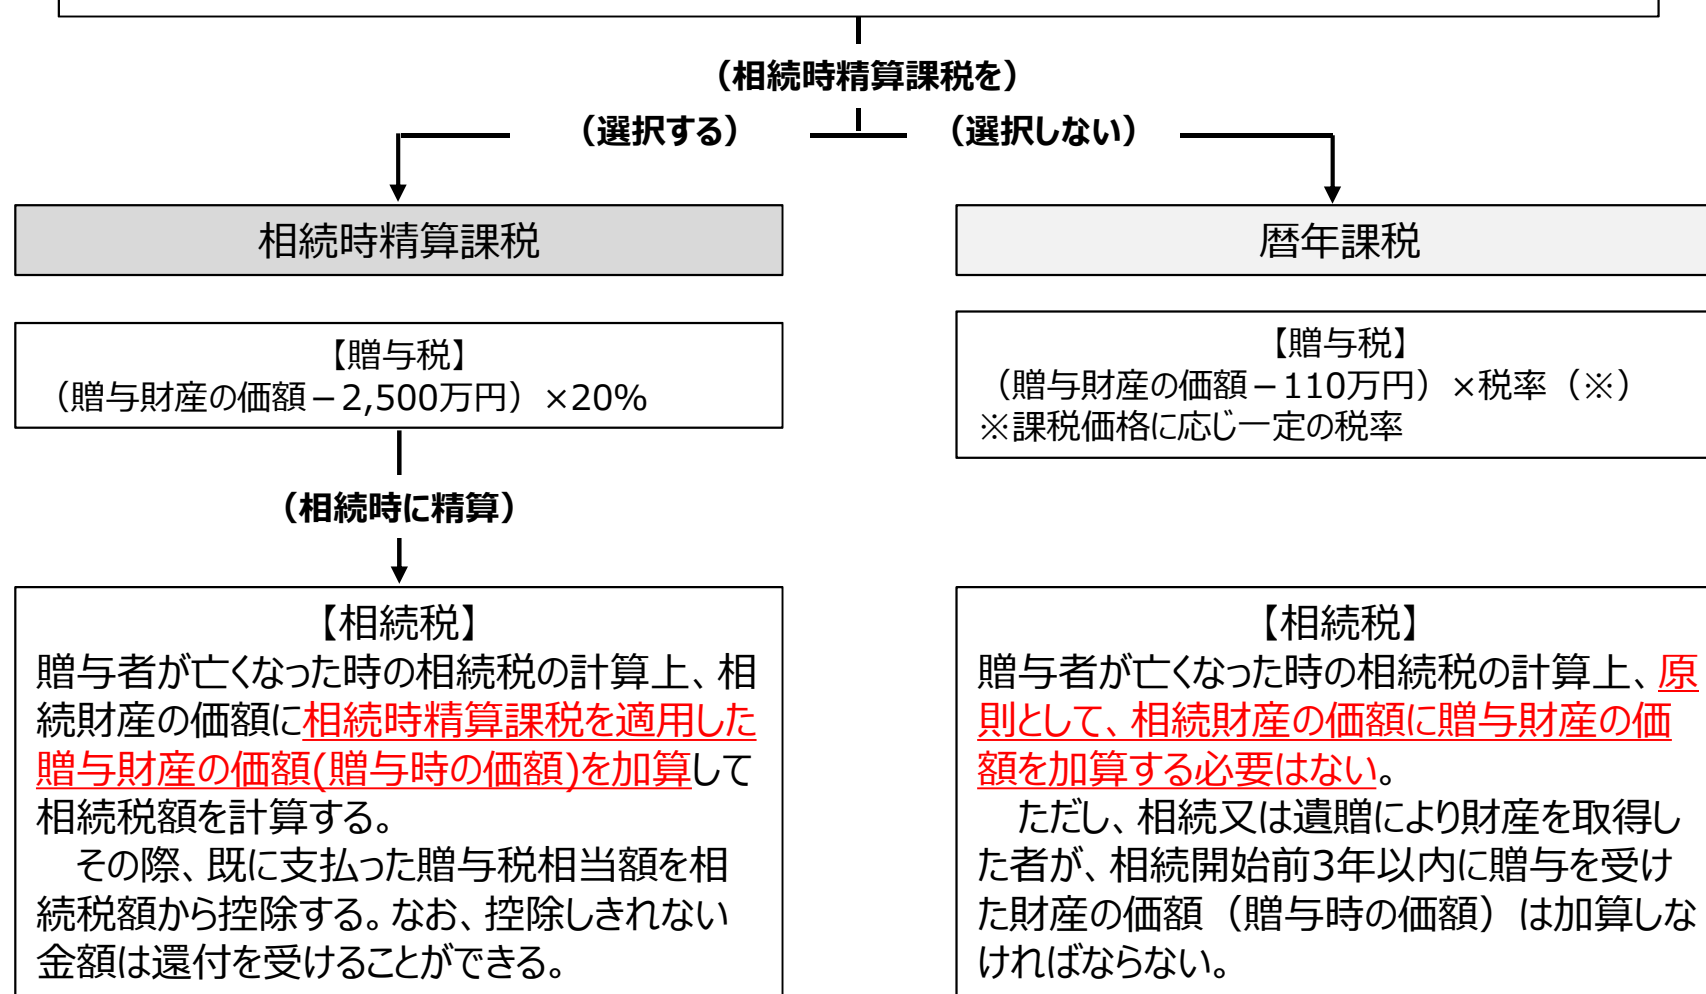 （相続時精算課税を）
（選択する）
（選択しない）
相続時精算課税
暦年課税
【贈与税】
（贈与財産の価額－2,500万円）×20%
【贈与税】
（贈与財産の価額－110万円）×税率（※）
※課税価格に応じ一定の税率
（相続時に精算）
【相続税】
贈与者が亡くなった時の相続税の計算上、相
続財産の価額に相続時精算課税を適用した
贈与財産の価額(贈与時の価額)を加算して
相続税額を計算する。
その際、既に支払った贈与税相当額を相
続税額から控除する。なお、控除しきれない
金額は還付を受けることができる。
【相続税】
贈与者が亡くなった時の相続税の計算上、原
則として、相続財産の価額に贈与財産の価
額を加算する必要はない。
ただし、相続又は遺贈により財産を取得し
た者が、相続開始前3年以内に贈与を受け
た財産の価額（贈与時の価額）は加算しな
ければならない。